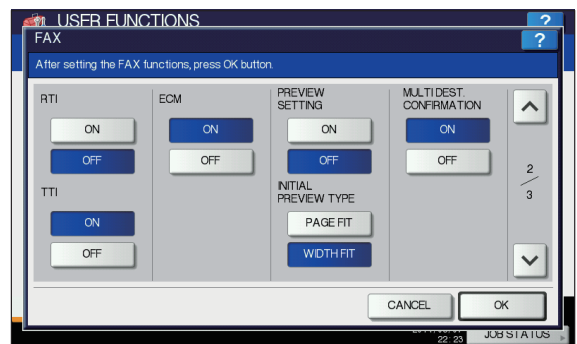 USER FUNCTIONS
?
FAX
?
After setting the FAX functions, press OK button.
RTI
ON
OFF
TTI
ON
OFF
ECM
ON
OFF
PREVIEW
SETTING
ON
OFF
INITIAL
PREVIEW TYPE
PAGE FIT
WIDTH FIT
MULTI DEST.
CONFIRMATION
ON
OFF
2
3
CANCEL
OK
22: 23
JOB STATUS